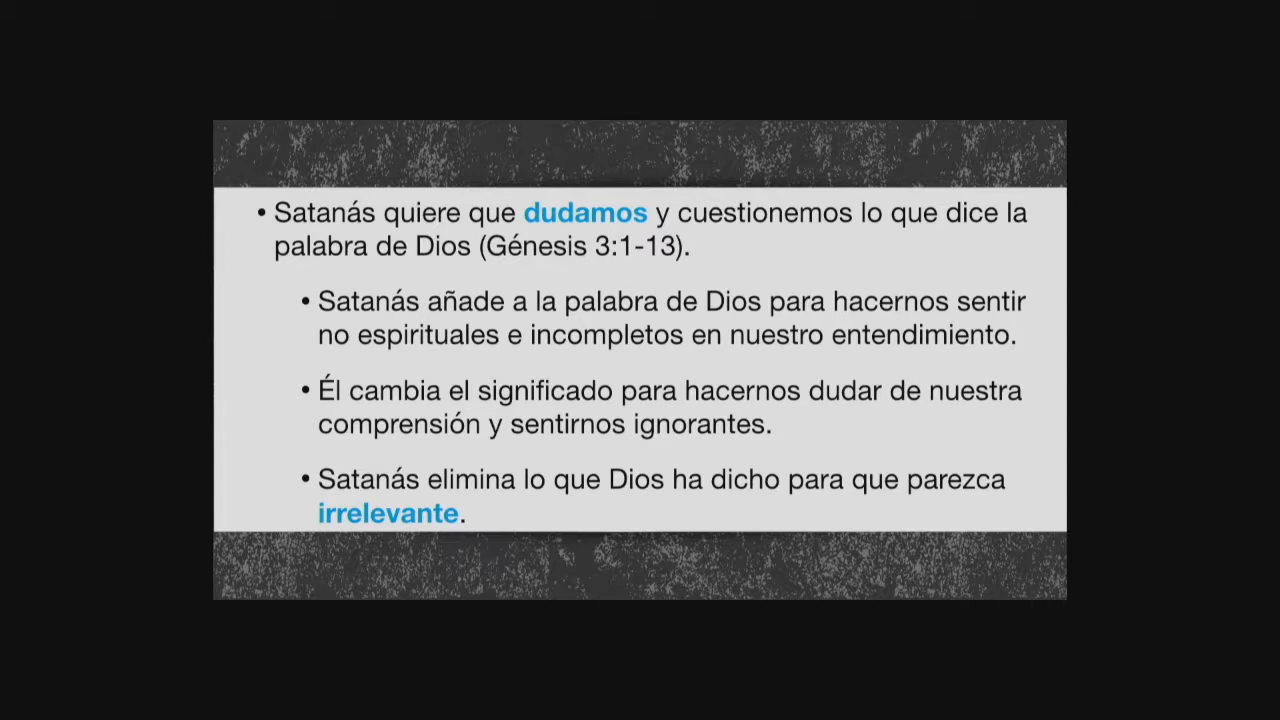 • Satanás quiere que dudamos y cuestionemos lo que dice la
palabra de Dios (Génesis 3:1-13).
• Satanás añade a la palabra de Dios para hacernos sentir
no espirituales e incompletos en nuestro entendimiento.
• Él cambia el significado para hacernos dudar de nuestra
comprensión y sentirnos ignorantes.
• Satanás elimina lo que Dios ha dicho para que parezca
irrelevante.